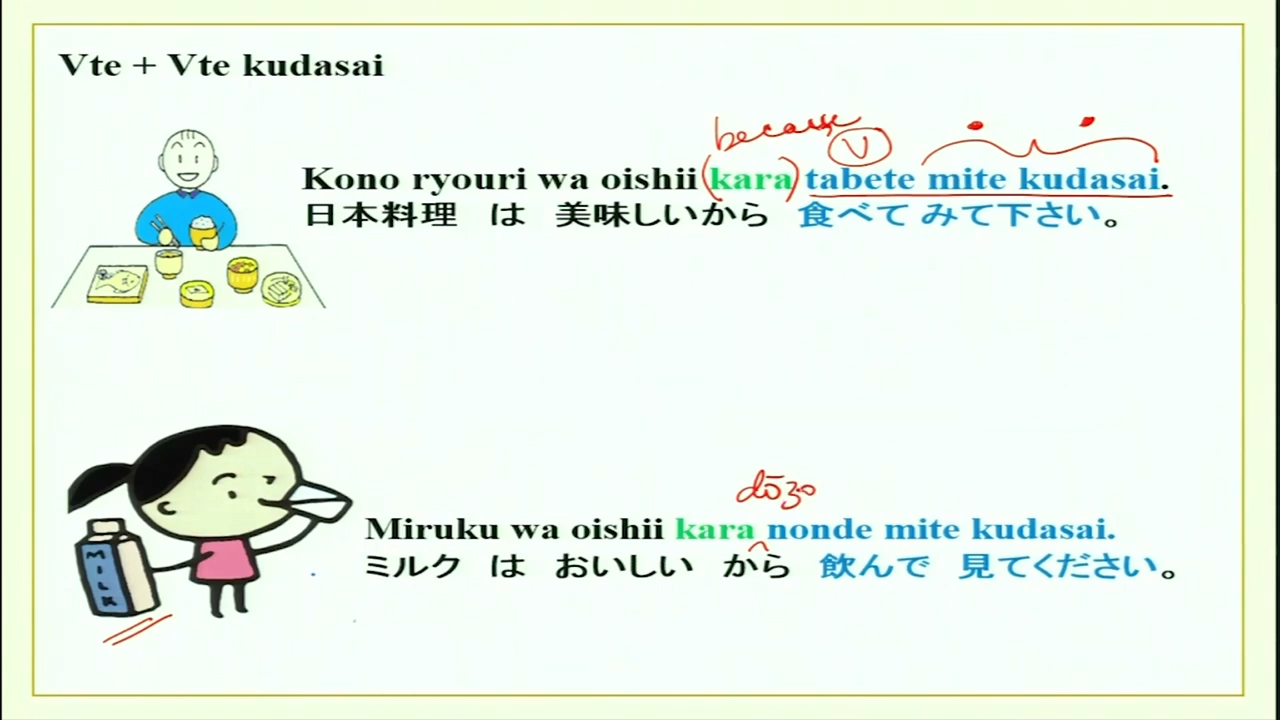 Vte + Vte kudasai
because
V
Kono ryouri wa oishii (kara) tabete mite kudasai.
日本料理 は 美味しいから 食べて みて下さい。
dōzo
Miruku wa oishii kara nonde mite kudasai.
ミルク は おいしい から 飲んで 見てください。
MILK